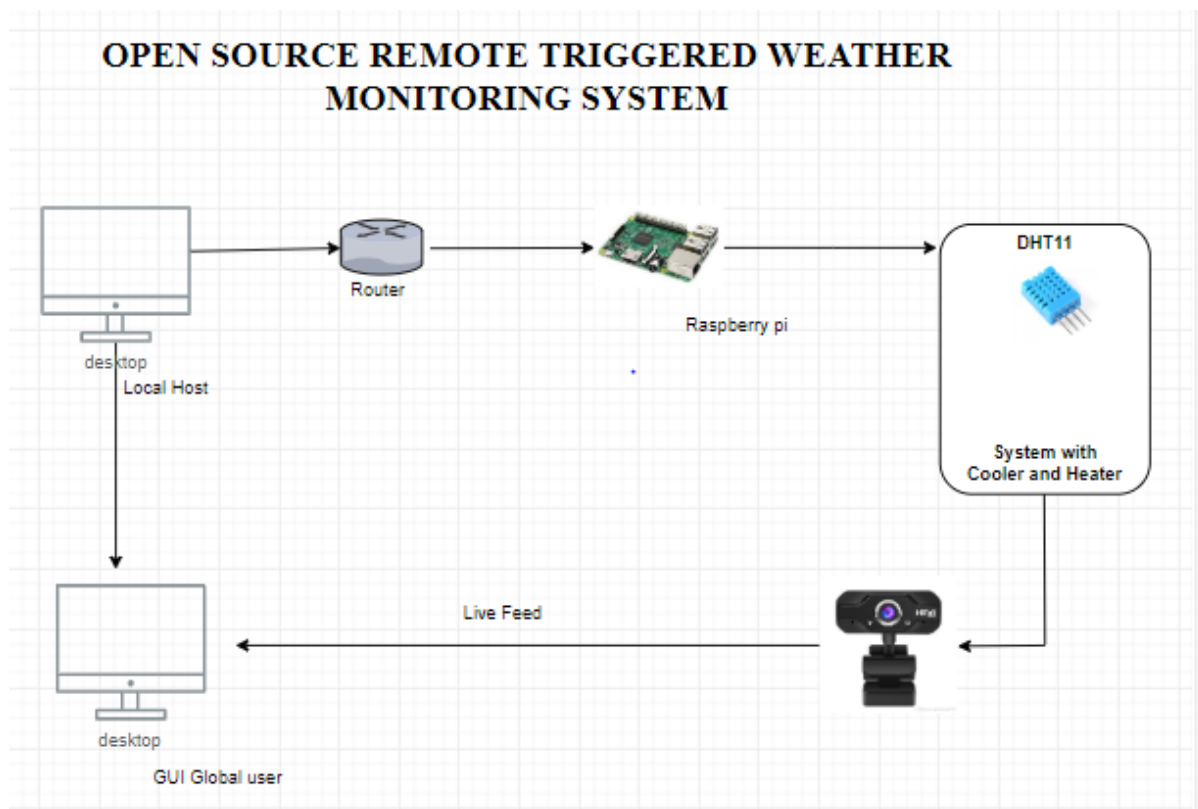 OPEN SOURCE REMOTE TRIGGERED WEATHER
MONITORING SYSTEM
Router
Raspberry pi
DHT11
System with
Cooler and Heater
desktop
Local Host
Live Feed
desktop
GUI Global user